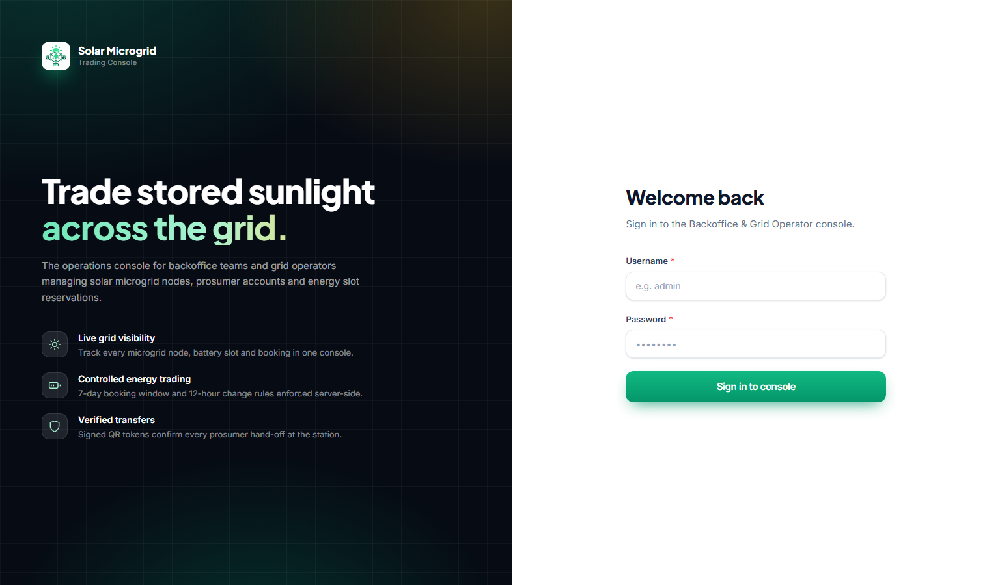 Solar Microgrid
Trading Console
Trade stored sunlight
across the grid.
The operations console for backoffice teams and grid operators
managing solar microgrid nodes, prosumer accounts and energy slot
reservations.
Live grid visibility
Track every microgrid node, battery slot and booking in one console.
Controlled energy trading
7-day booking window and 12-hour change rules enforced server-side.
Verified transfers
Signed QR tokens confirm every prosumer hand-off at the station.
Welcome back
Sign in to the Backoffice & Grid Operator console.
Username *
e.g. admin
Password *
••••••••
Sign in to console